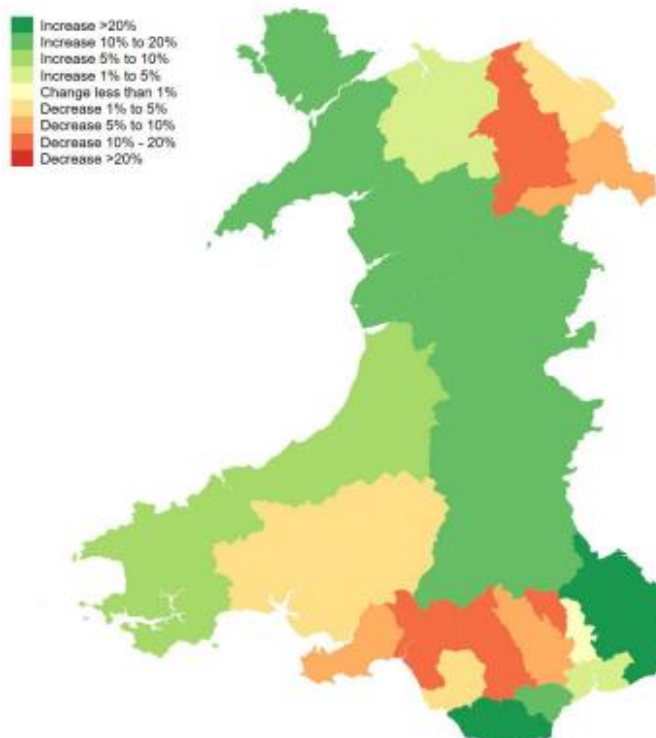 Increase >20%
Increase 10% to 20%
Increase 5% to 10%
Increase 1% to 5%
Change less than 1%
Decrease 1% to 5%
Decrease 5% to 10%
Decrease 10% - 20%
Decrease >20%